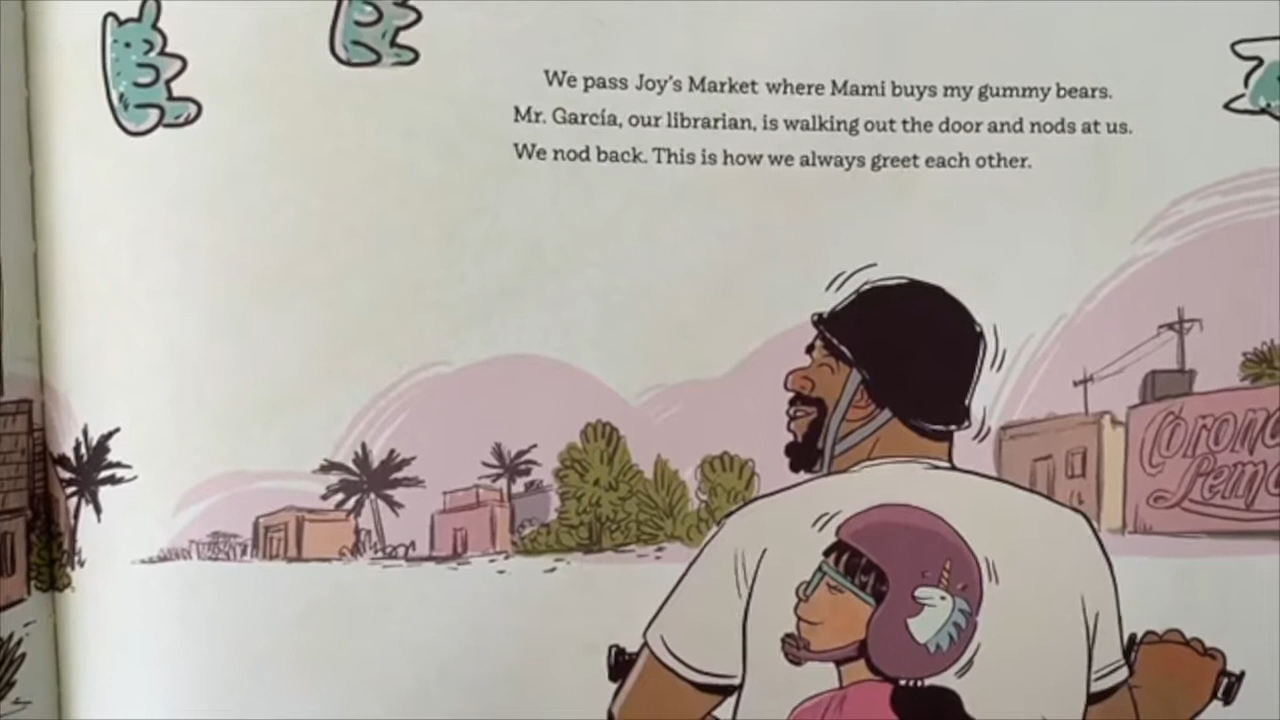 We pass Joy's Market where Mami buys my gummy bears.
Mr. García, our librarian, is walking out the door and nods at us.
We nod back. This is how we always greet each other.